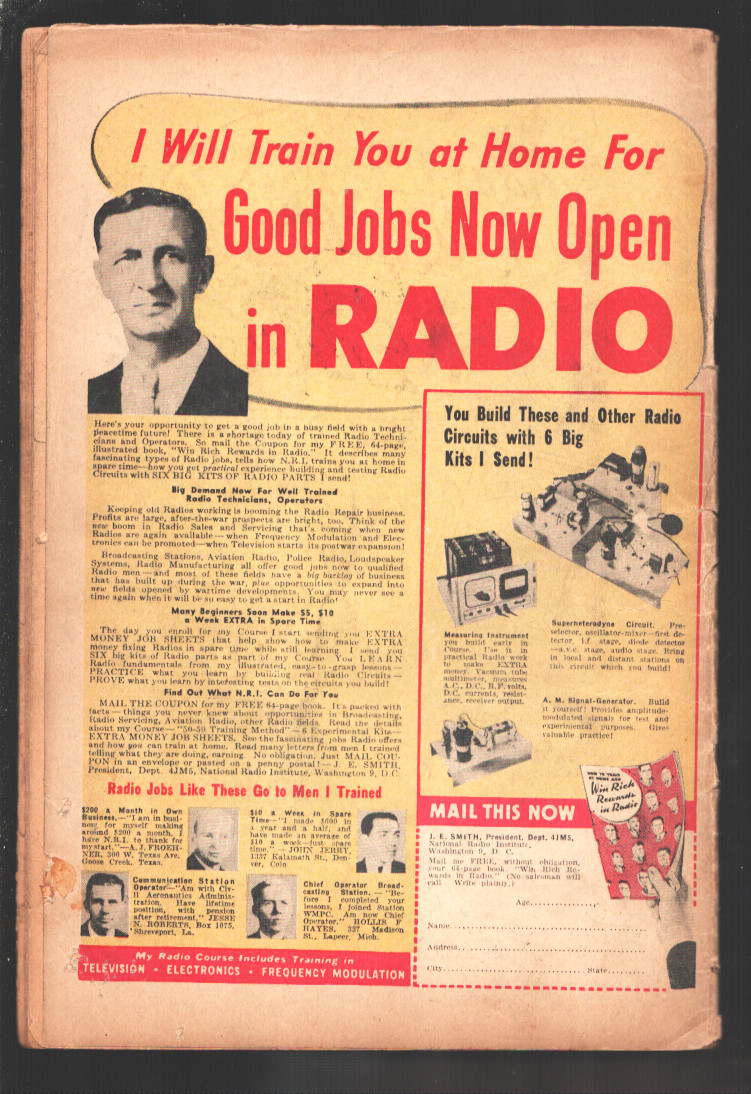 I Will Train You at Home For
Good Jobs Now Open
in RADIO
Here's your opportunity to get a good job in a busy field with a bright
peacetime future! There is a shortage today of trained Radio Techni-
cians and Operators. So mail the Coupon for my FREE, 64-page,
illustrated book, "Win Rich Rewards in Radio." It describes many
fascinating types of Radio jobs, tells how N.R.I. trains you at home in
spare time—how you get practical experience building and testing Radio
Circuits with SIX BIG KITS OF RADIO PARTS I send!
Big Demand Now For Well Trained
Radio Technicians, Operators
Keeping old Radios working is booming the Radio Repair business.
Profits are large, after-the-war prospects are bright, too. Think of the
new boom in Radio Sales and Servicing that's coming when new
Radios are again available—when Frequency Modulation and Elec-
tronics can be promoted—when Television starts its postwar expansion!
Broadcasting Stations, Aviation Radio, Police Radio, Loudspeaker
Systems, Radio Manufacturing all offer good jobs now to qualified
Radio men—and most of these fields have a big backlog of business
that has built up during the war, plus opportunities to expand into
new fields opened by wartime developments. You may never see a
time again when it will be so easy to get a start in Radio!
Many Beginners Soon Make $5, $10
a Week EXTRA in Spare Time
The day you enroll for my Course I start sending you EXTRA
MONEY JOB SHEETS that help show how to make EXTRA
money fixing Radios in spare time while still learning. I send you
SIX big kits of Radio parts as part of my Course You LEARN
Radio fundamentals from my illustrated, easy-to-grasp lessons—
PRACTICE what you learn by building real Radio Circuits—
PROVE what you learn by interesting tests on the circuits you build!
Find Out What N.R.I. Can Do For You
MAIL THE COUPON for my FREE 64-page book. It's packed with
facts—things you never knew about opportunities in Broadcasting,
Radio Servicing, Aviation Radio, other Radio fields. Read the details
about my Course—"50-50 Training Method"—6 Experimental Kits—
EXTRA MONEY JOB SHEETS. See the fascinating jobs Radio offers
and how you can train at home. Read many letters from men I trained
telling what they are doing, earning. No obligation. Just MAIL COU-
PON in an envelope or pasted on a penny postal!—J. E. SMITH,
President, Dept. 4JM5, National Radio Institute, Washington 9, D.C.
Radio Jobs Like These Go to Men I Trained
$200 a Month in Own
Business.—"I am in busi-
ness for myself making
around $200 a month, I
have N.R.I. to thank for
my start."—A. J. FROEH-
NER, 300 W. Texas Ave.
Goose Creek, Texas.
$10 a Week in Spare
Time—"I made $600 in
a year and a half, and
have made an average of
$10 a week—just spare
time." — JOHN JERRY,
1337 Kalamath St., Den-
ver, Colo
Communication Station
Operator—"Am with Civ-
il Aeronautics Adminis-
tration, Have lifetime
position, with pension
after retirement." JESSE
N. ROBERTS, Box 1075,
Shreveport, La.
Chief Operator Broad-
casting Station. — "Be-
fore I completed your
lessons, I joined Station
WMPC. Am now Chief
Operator." HOLLIS F
HAYES. 327 Madison
St., Lapeer, Mich.
My Radio Course Includes Training in
TELEVISION • ELECTRONICS • FREQUENCY MODULATION
You Build These and Other Radio
Circuits with 6 Big
Kits I Send!
Measuring Instrument
you build early in
Course. Use it in
practical Radio work
to make EXTRA
money. Vacuum tube
multimeter, measures
A.C., D.C., R.F. volts,
D.C. currents, resist-
ance, receiver output.
Superheterodyne Circuit. Pre-
selector, oscillator-mixer—first de-
tector, i.f. stage, diode detector
—a.v.c. stage, audio stage. Bring
in local and distant stations on
this circuit which you build!
A. M. Signal-Generator. Build
it yourself! Provides amplitude-
modulated signals for test and
experimental purposes. Gives
valuable practice!
HOW TO TRAIN
AT HOME AND
Win Rich
Rewards
in Radio
MAIL THIS NOW
J. E. SMITH, President, Dept. 4JM5,
National Radio Institute,
Washington 9, D. C.
Mail me FREE, without obligation,
your 64-page book "Win Rich Re-
wards in Radio." (No salesman will
call Write plainly.)
Age
Name
Address
City State